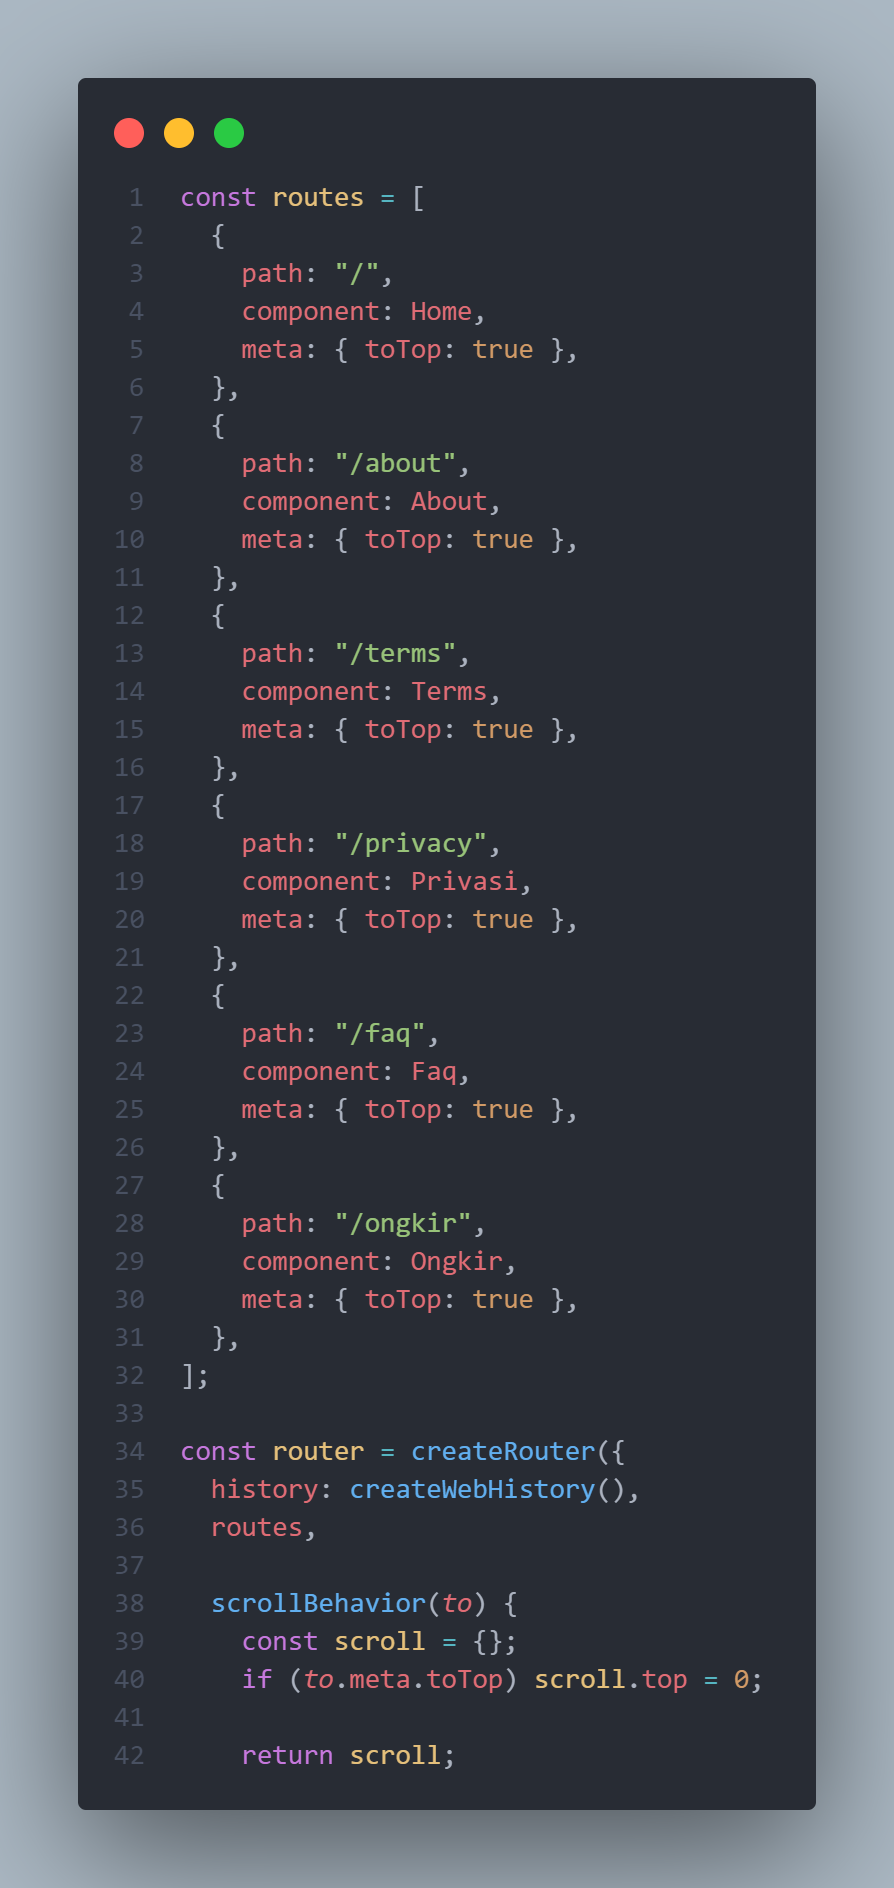 1 const routes = [
2 {
3 path: "/",
4 component: Home,
5 meta: { toTop: true },
6 },
7 {
8 path: "/about",
9 component: About,
10 meta: { toTop: true },
11 },
12 {
13 path: "/terms",
14 component: Terms,
15 meta: { toTop: true },
16 },
17 {
18 path: "/privacy",
19 component: Privasi,
20 meta: { toTop: true },
21 },
22 {
23 path: "/faq",
24 component: Faq,
25 meta: { toTop: true },
26 },
27 {
28 path: "/ongkir",
29 component: Ongkir,
30 meta: { toTop: true },
31 },
32 ];
33
34 const router = createRouter({
35 history: createWebHistory(),
36 routes,
37
38 scrollBehavior(to) {
39 const scroll = {};
40 if (to.meta.toTop) scroll.top = 0;
41
42 return scroll;